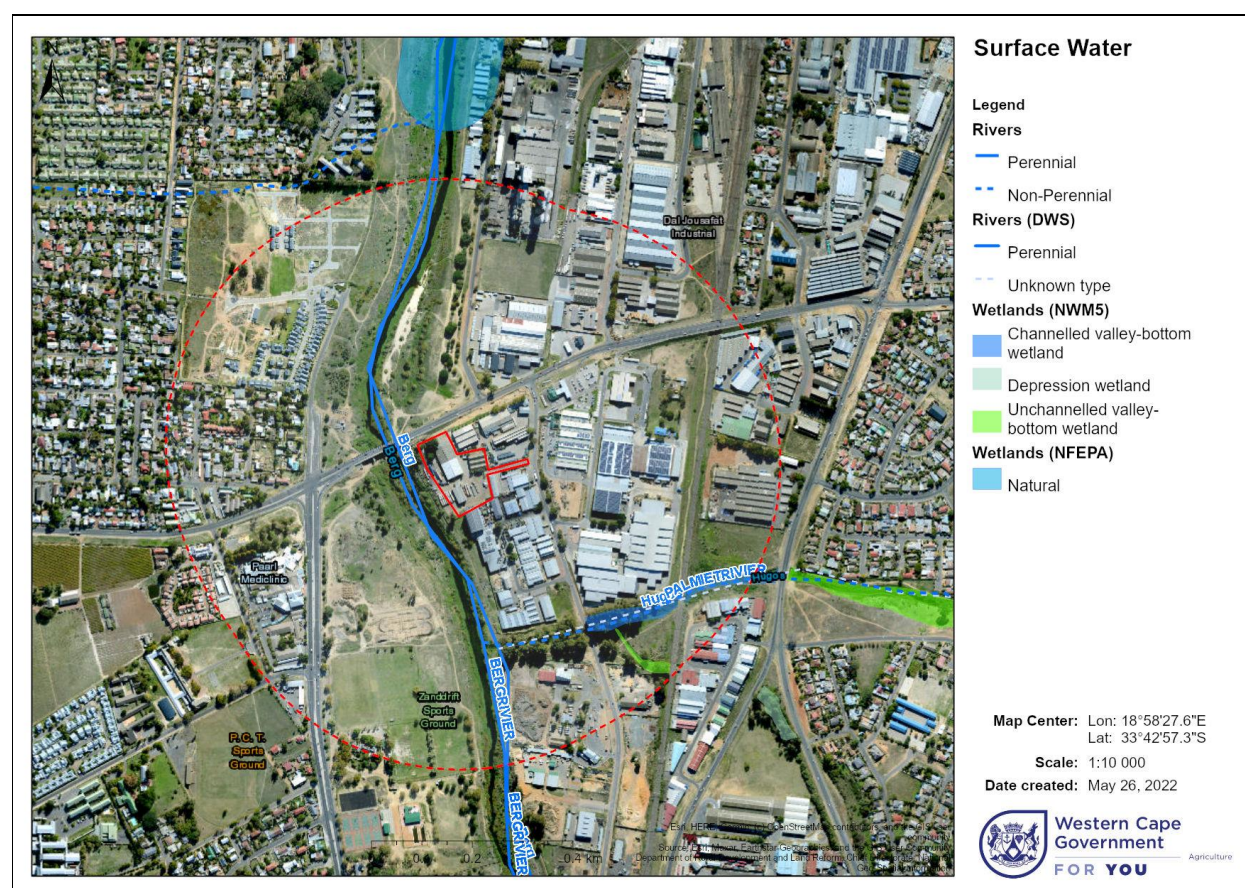 Surface Water
Legend
Rivers
Perennial
Non-Perennial
Rivers (DWS)
Perennial
Unknown type
Wetlands (NWM5)
Channelled valley-bottom
wetland
Depression wetland
Unchannelled valley-
bottom wetland
Wetlands (NFEPA)
Natural
Dal Jousafat
Industrial
Berg
Berg
Paarl
Mediclinic
PALMIETRIVIER
Hugos
BERGRIVIER
Zanddrift
Sports
Ground
P. C. T.
Sports
Ground
BERGRIVIER
0.2
0.4 km
Map Center: Lon: 18°58'27.6"E
Lat: 33°42'57.3"S
Scale: 1:10 000
Date created: May 26, 2022
Western Cape
Government
Agriculture
FOR YOU